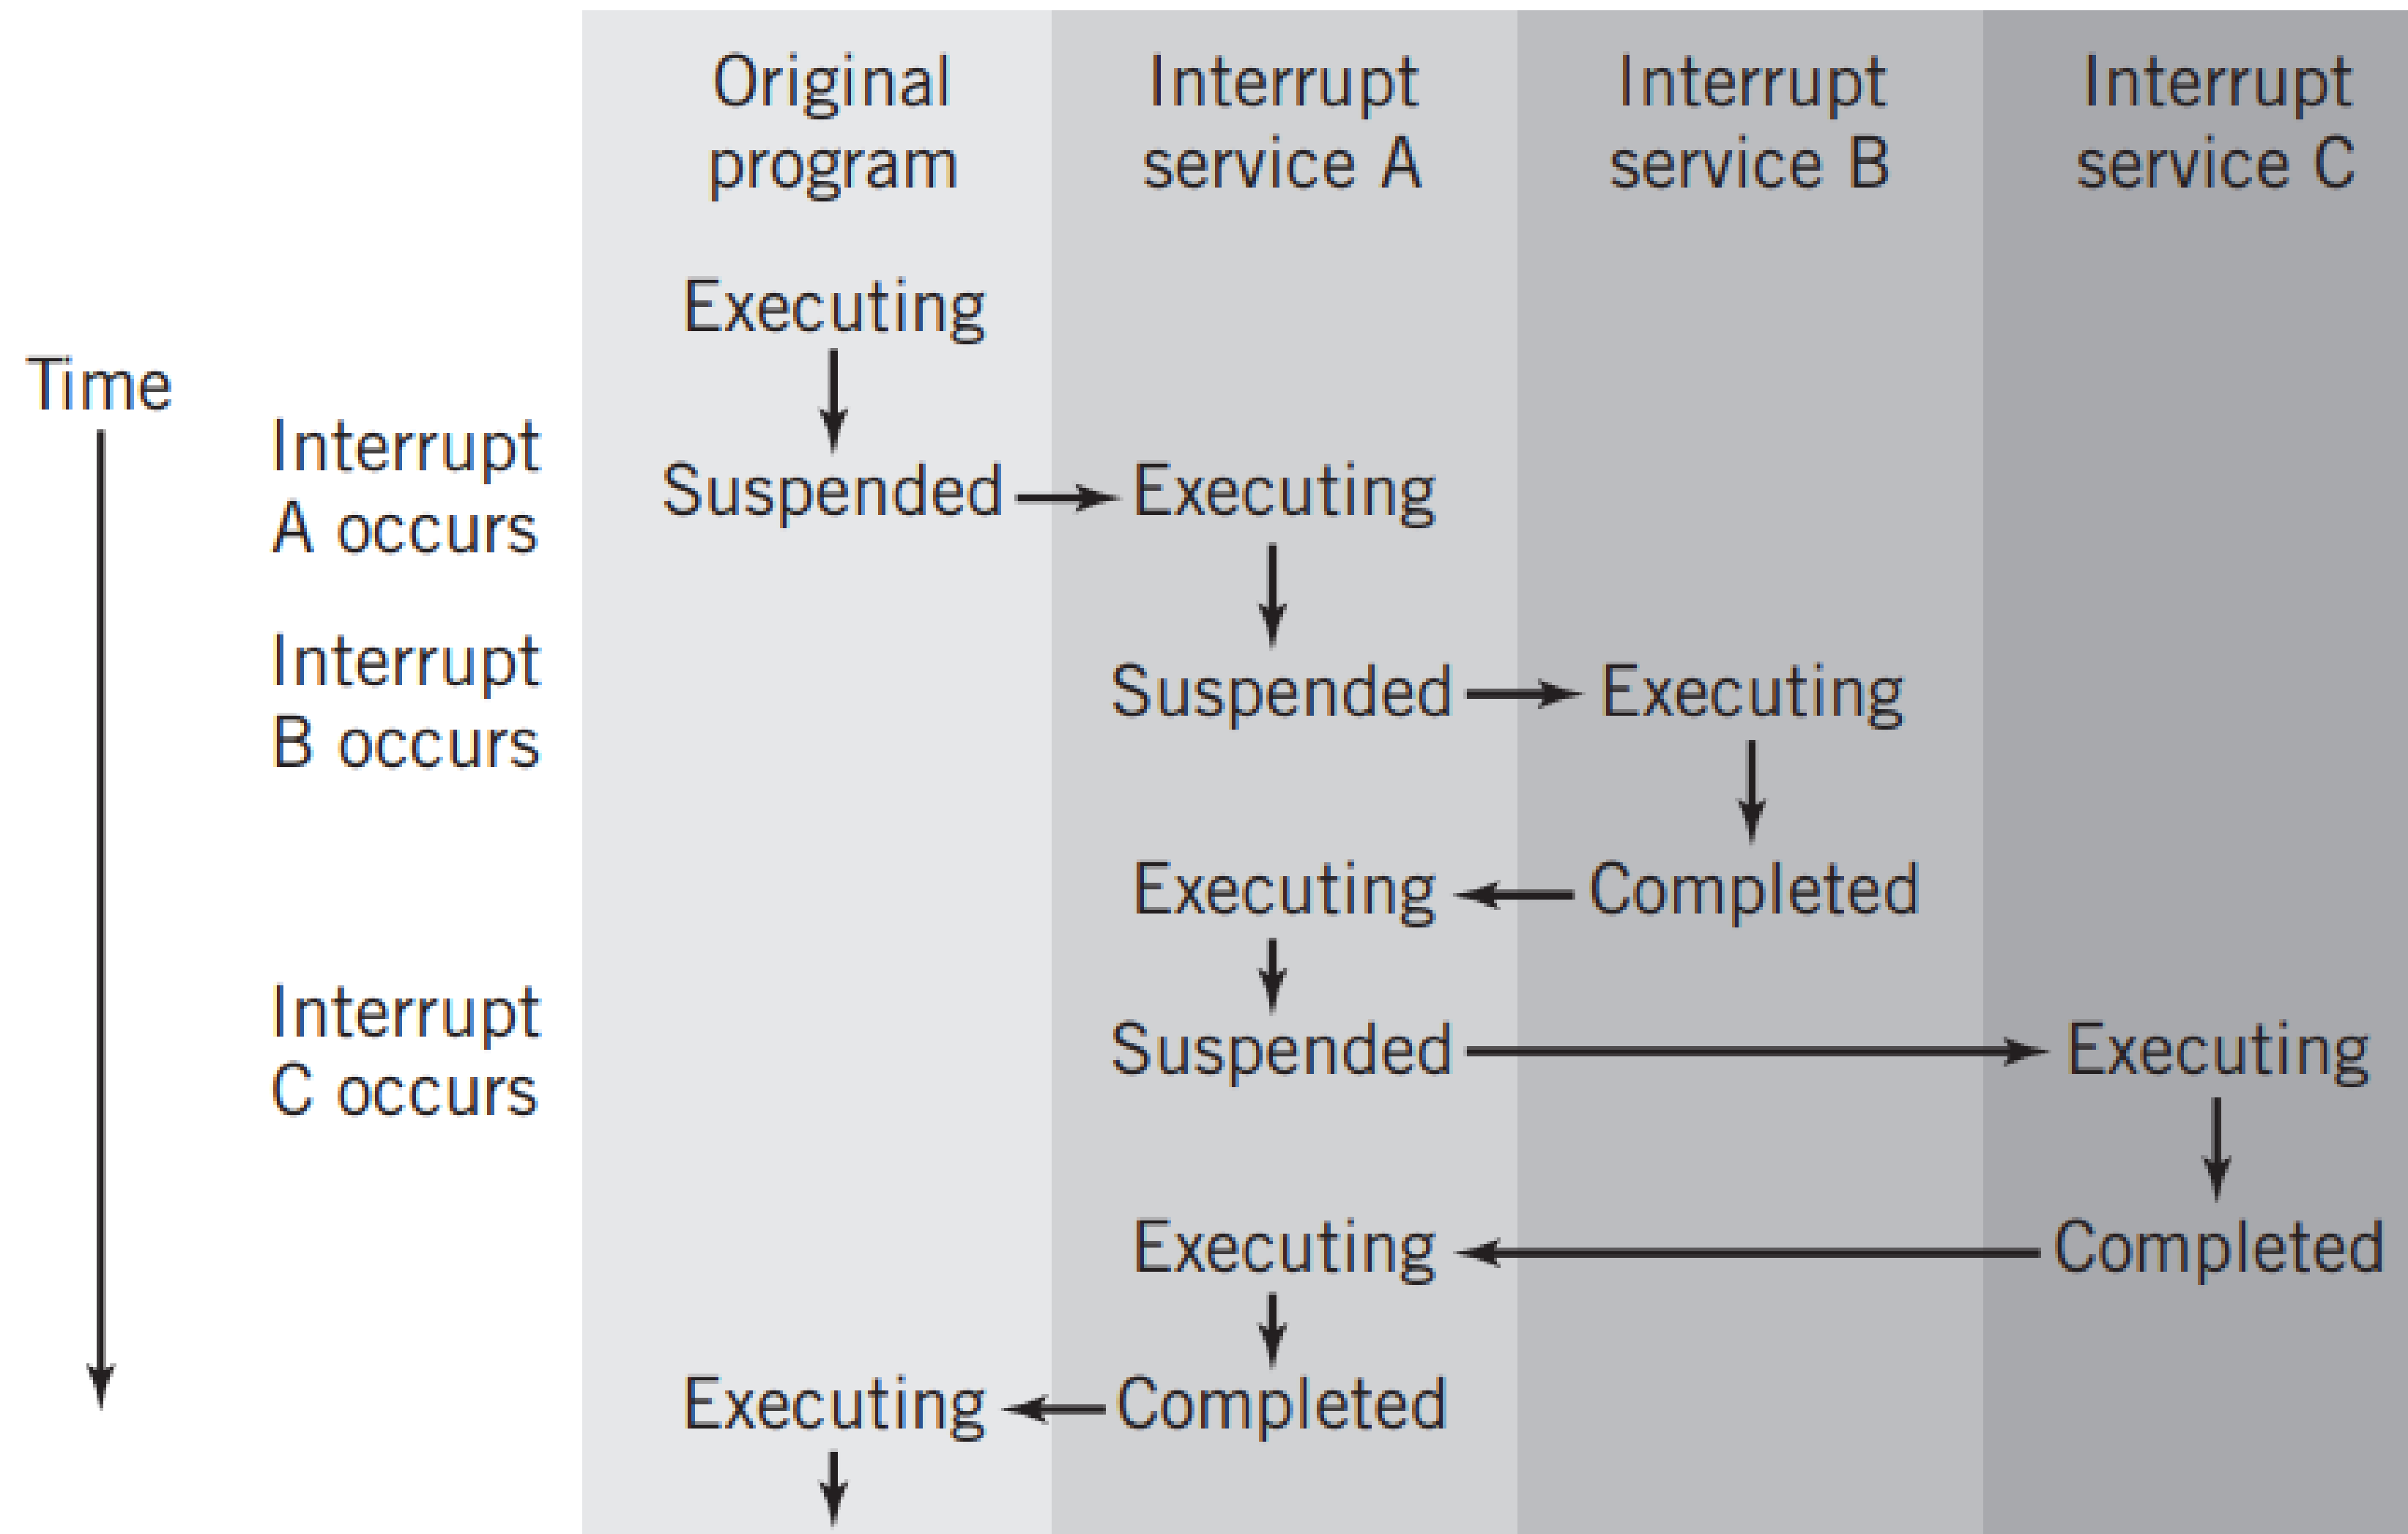 Original
program
Interrupt
service A
Interrupt
service B
Interrupt
service C
Executing
Time
Interrupt
A occurs
Suspended
Executing
Interrupt
B occurs
Suspended
Executing
Executing
Completed
Interrupt
C occurs
Suspended
Executing
Executing
Completed
Executing
Completed